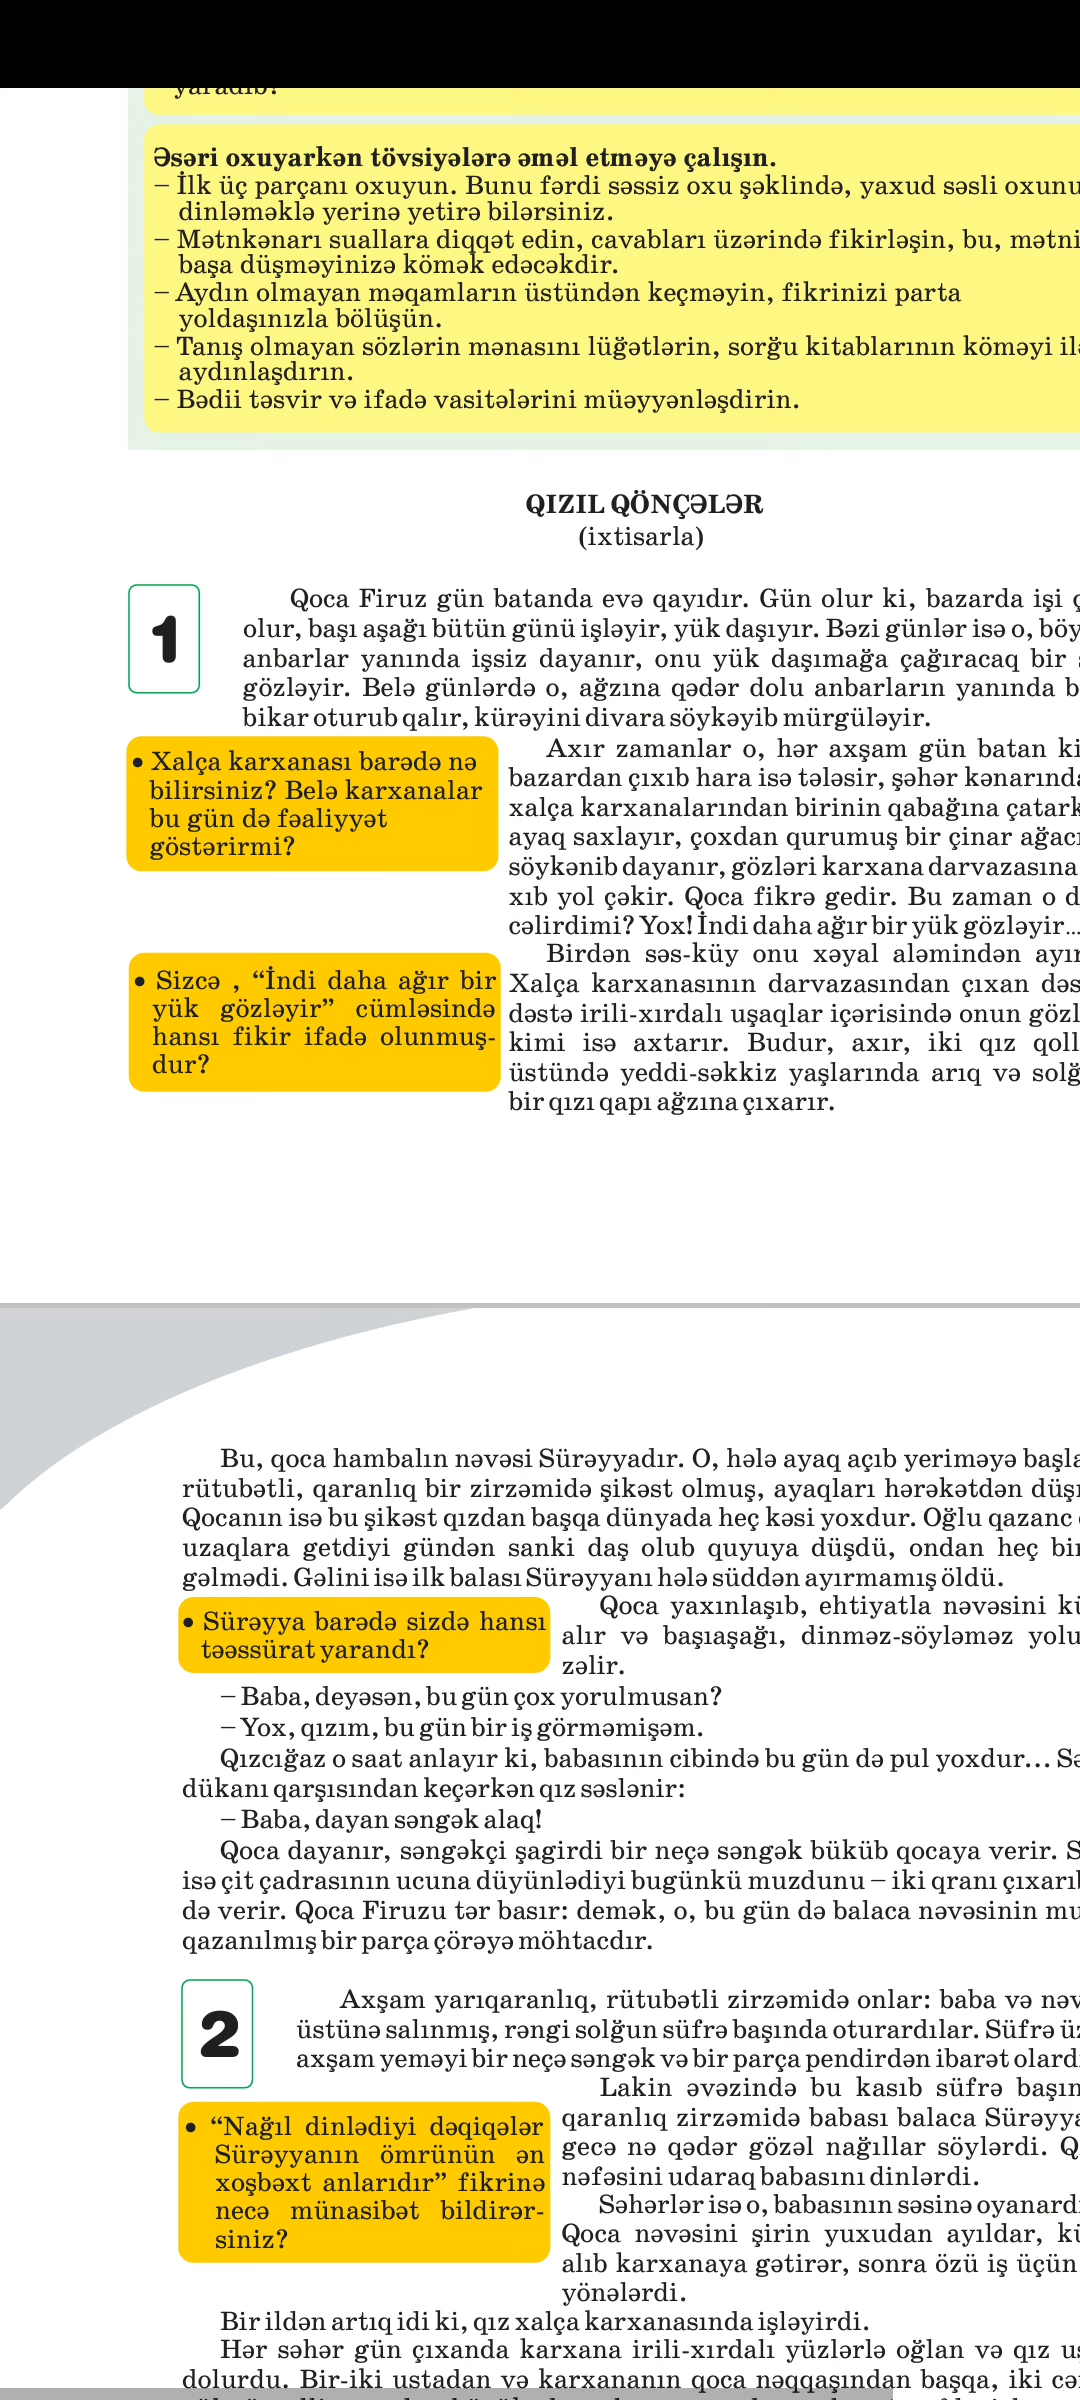 Əsəri oxuyarkən tövsiyələrə əməl etməyə çalışın.
– İlk üç parçanı oxuyun. Bunu fərdi səssiz oxu şəklində, yaxud səsli oxunu
dinləməklə yerinə yetirə bilərsiniz.
– Mətnkənarı suallara diqqət edin, cavabları üzərində fikirləşin, bu, mətni
başa düşməyinizə kömək edəcəkdir.
– Aydın olmayan məqamların üstündən keçməyin, fikrinizi parta
yoldaşınızla bölüşün.
– Tanış olmayan sözlərin mənasını lüğətlərin, sorğu kitablarının köməyi
aydınlaşdırın.
– Bədii təsvir və ifadə vasitələrini müəyyənləşdirin.
QIZIL QÖNÇƏLƏR
(ixtisarla)
1
Qoca Firuz gün batanda evə qayıdır. Gün olur ki, bazarda işi
olur, başı aşağı bütün günü işləyir, yük daşıyır. Bəzi günlər isə o,
anbarlar yanında işsiz dayanır, onu yük daşımağa çağıracaq bir
gözləyir. Belə günlərdə o, ağzına qədər dolu anbarların yanında
bikar oturub qalır, kürəyini divara söykəyib mürgüləyir.
• Xalça karxanası barədə nə
bilirsiniz? Belə karxanalar
bu gün də fəaliyyət
göstərirmi?
Axır zamanlar o, hər axşam gün batan ki
bazardan çıxıb hara isə tələsir, şəhər kənarında
xalça karxanalarından birinin qabağına
ayaq saxlayır, çoxdan qurumuş bir çinar
söykənib dayanır, gözləri karxana darvazasına
xıb yol çəkir. Qoca fikrə gedir. Bu zaman o
cəlirdimi? Yox! İndi daha ağır bir yük gözləyir...
• Sizcə , “İndi daha ağır bir
yük gözləyir” cümləsində
hansı fikir ifadə olunmuş-
dur?
Birdən səs-küy onu xəyal aləmindən
Xalça karxanasının darvazasından çıxan
dəstə irili-xırdalı uşaqlar içərisində onun
kimi isə axtarır. Budur, axır, iki qız
üstündə yeddi-səkkiz yaşlarında arıq və
bir qızı qapı ağzına çıxarır.
Bu, qoca hambalın nəvəsi Sürəyyadır. O, hələ ayaq açıb yeriməyə
rütubətli, qaranlıq bir zirzəmidə şikəst olmuş, ayaqları hərəkətdən
Qocanın isə bu şikəst qızdan başqa dünyada heç kəsi yoxdur. Oğlu qazanc
uzaqlara getdiyi gündən sanki daş olub quyuya düşdü, ondan heç bir
gəlmədi. Gəlini isə ilk balası Sürəyyanı hələ süddən ayırmamış öldü.
• Sürəyya barədə sizdə hansı
təəssürat yarandı?
Qoca yaxınlaşıb, ehtiyatla nəvəsini
alır və başıaşağı, dinməz-söyləməz
zəlir.
– Baba, deyəsən, bu gün çox yorulmusan?
– Yox, qızım, bu gün bir iş görməmişəm.
Qızcığaz o saat anlayır ki, babasının cibində bu gün də pul yoxdur...
dükanı qarşısından keçərkən qız səslənir:
– Baba, dayan səngək alaq!
Qoca dayanır, səngəkçi şagirdi bir neçə səngək büküb qocaya verir.
isə çit çadrasının ucuna düyünlədiyi bugünkü muzdunu – iki qranı
də verir. Qoca Firuzu tər basır: demək, o, bu gün də balaca nəvəsinin
qazanılmış bir parça çörəyə möhtacdır.
2
Axşam yarıqaranlıq, rütubətli zirzəmidə onlar: baba və
üstünə salınmış, rəngi solğun süfrə başında oturardılar. Süfrə
axşam yeməyi bir neçə səngək və bir parça pendirdən ibarət
• “Nağıl dinlədiyi dəqiqələr
Sürəyyanın ömrünün ən
xoşbəxt anlarıdır” fikrinə
necə münasibət bildirər-
siniz?
Lakin əvəzində bu kasıb süfrə
qaranlıq zirzəmidə babası balaca
gecə nə qədər gözəl nağıllar söylərdi.
nəfəsini udaraq babasını dinlərdi.
Səhərlər isə o, babasının səsinə
Qoca nəvəsini şirin yuxudan ayıldar,
alıb karxanaya gətirər, sonra özü iş üçün
yönələrdi.
Bir ildən artıq idi ki, qız xalça karxanasında işləyirdi.
Hər səhər gün çıxanda karxana irili-xırdalı yüzlərlə oğlan və qız
dolurdu. Bir-iki ustadan və karxananın qoca nəqqaşından başqa, iki